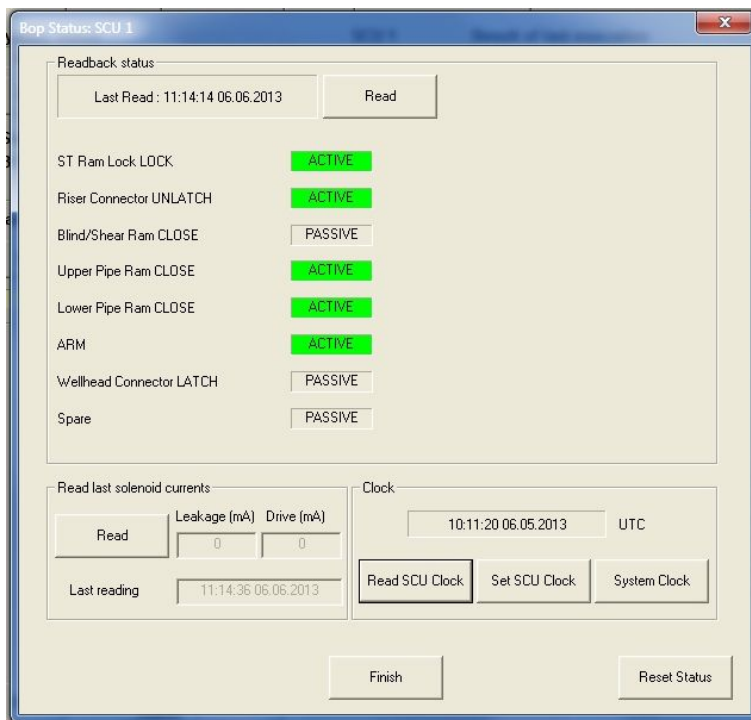 Bop Status: SCU 1
Readback status
Last Read : 11:14:14 06.06.2013
Read
ST Ram Lock LOCK ACTIVE
Riser Connector UNLATCH ACTIVE
Blind/Shear Ram CLOSE PASSIVE
Upper Pipe Ram CLOSE ACTIVE
Lower Pipe Ram CLOSE ACTIVE
ARM ACTIVE
Wellhead Connector LATCH PASSIVE
Spare PASSIVE
Read last solenoid currents
Leakage (mA) Drive (mA)
Read 0 0
Last reading 11:14:36 06.06.2013
Clock
10:11:20 06.05.2013 UTC
Read SCU Clock Set SCU Clock System Clock
Finish Reset Status